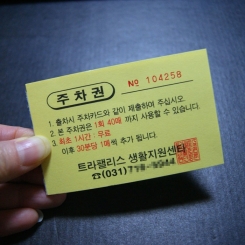 주차권
№ 104258
1. 출차시 주차카드와 같이 제출하며 주십시오.
2. 본 주차권은 1회 40매 까지 사용할 수 있습니다.
3. 최초 1시간 : 무료
이후 30분당 1매씩 추가 됩니다.
트라팰리스 생활지원센터
☎(031)